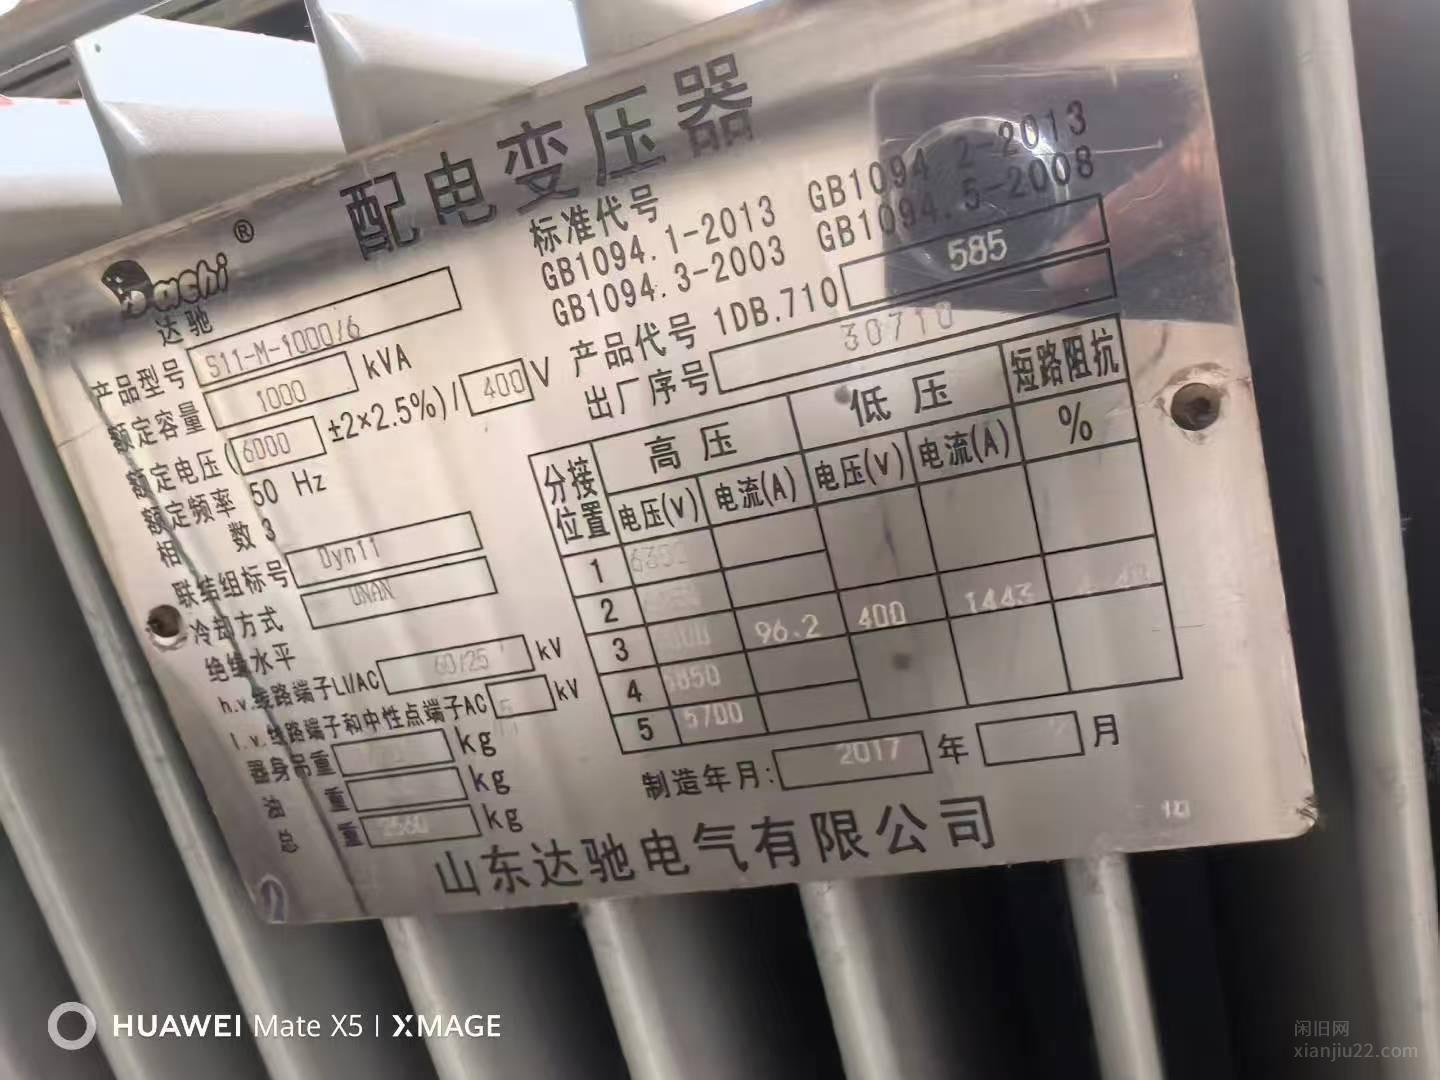 配电变压器
Dachi ®
达驰
标准代号
GB1094.1-2013 GB1094.2-2013
GB1094.3-2003 GB1094.5-2008
产品型号 S11-M-1000/6
产品代号 1DB.710 585
额定容量 1000 kVA
出厂序号 30710
额定电压(6000 ±2×2.5%)/400 V
额定频率 50 Hz
相 数 3
联结组标号 Dyn11
冷却方式 ONAN
绝缘水平
h.v.线路端子LI/AC 60/25 kV
l.v.线路端子和中性点端子AC 5 kV
器身吊重 kg
油 重 kg
总 重 kg
分接位置 高压 低压 短路阻抗
电压(V) 电流(A) 电压(V) 电流(A) %
1
2
3 96.2 400 1443
4 5850
5 5700
制造年月: 2017 年 月
山东达驰电气有限公司
HUAWEI Mate X5 | XMAGE
闲旧网
xianjiu22.com